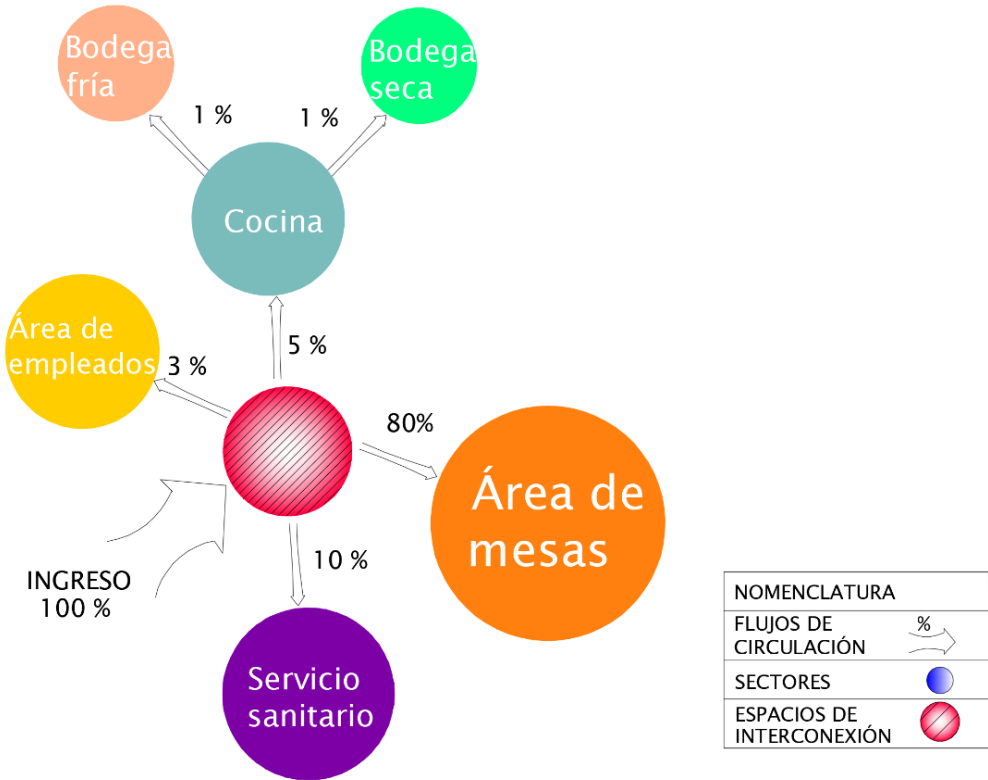 Bodega
fría
Bodega
seca
1 %
1 %
Cocina
Área de
empleados
3 %
5 %
80%
Área de
mesas
INGRESO
100 %
10 %
Servicio
sanitario
NOMENCLATURA
FLUJOS DE
CIRCULACIÓN
%
SECTORES
ESPACIOS DE
INTERCONEXIÓN